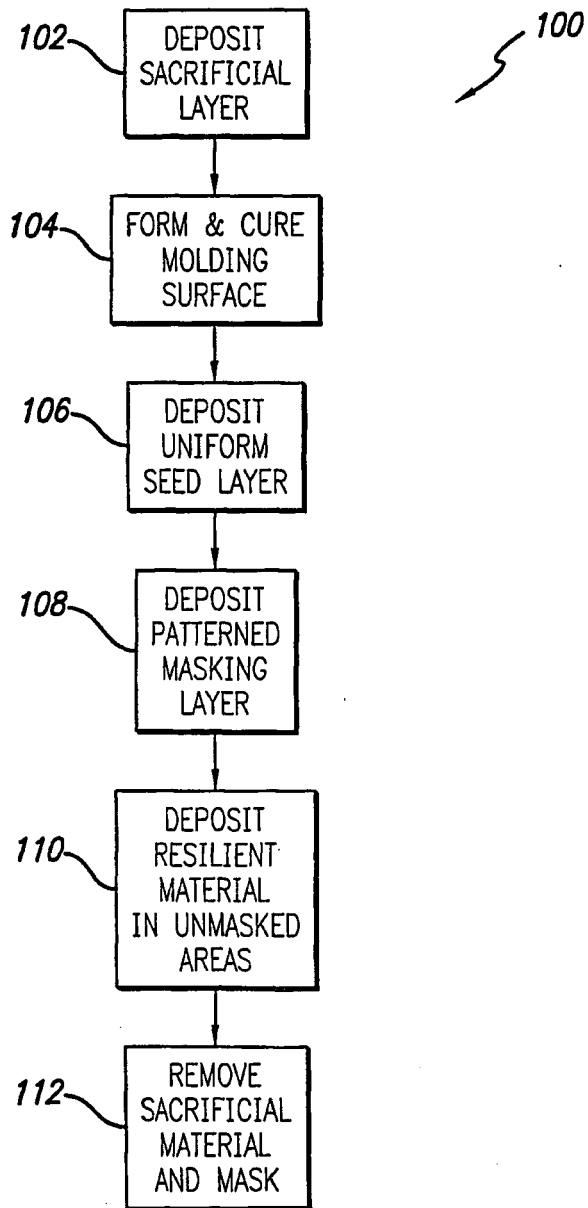 100
102
DEPOSIT
SACRIFICIAL
LAYER
104
FORM & CURE
MOLDING
SURFACE
106
DEPOSIT
UNIFORM
SEED LAYER
108
DEPOSIT
PATTERNED
MASKING
LAYER
110
DEPOSIT
RESILIENT
MATERIAL
IN UNMASKED
AREAS
112
REMOVE
SACRIFICIAL
MATERIAL
AND MASK